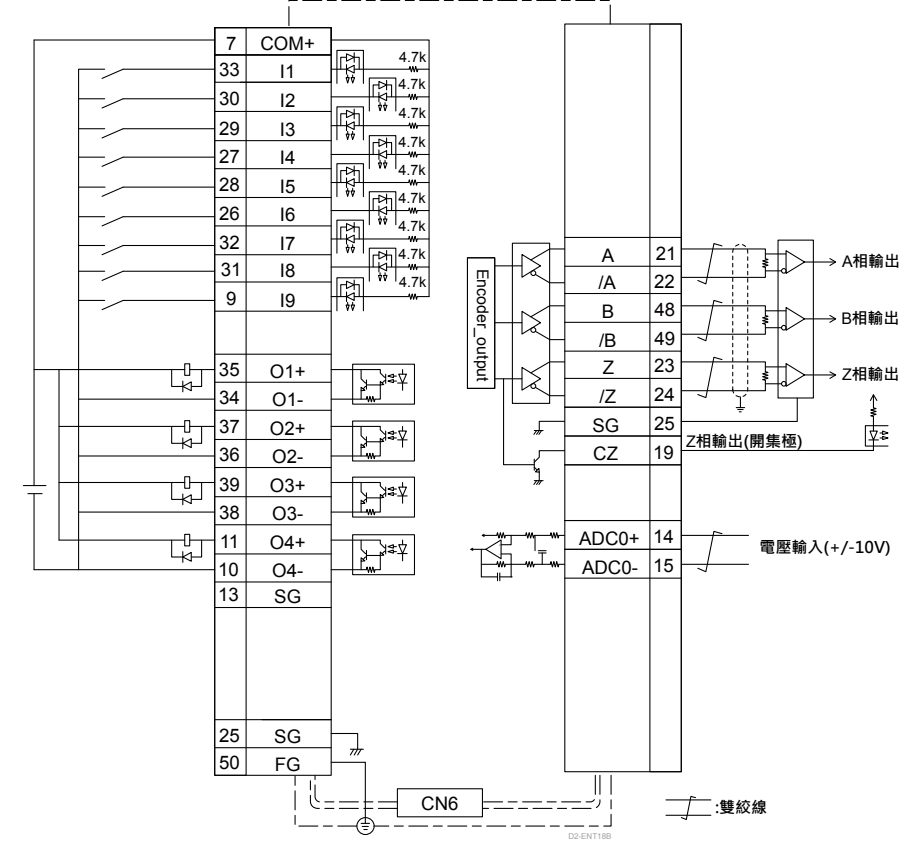 7 COM+
33 I1 4.7k
30 I2 4.7k
29 I3 4.7k
27 I4 4.7k
28 I5 4.7k
26 I6 4.7k
32 I7 4.7k
31 I8 4.7k
9 I9 4.7k
35 O1+
34 O1-
37 O2+
36 O2-
39 O3+
38 O3-
11 O4+
10 O4-
13 SG
25 SG
50 FG
CN6
Encoder_output
A 21 A相輸出
/A 22
B 48 B相輸出
/B 49
Z 23 Z相輸出
/Z 24
SG 25
CZ 19 Z相輸出(開集極)
ADC0+ 14
電壓輸入(+/-10V)
ADC0- 15
:雙絞線
D2-ENT18B